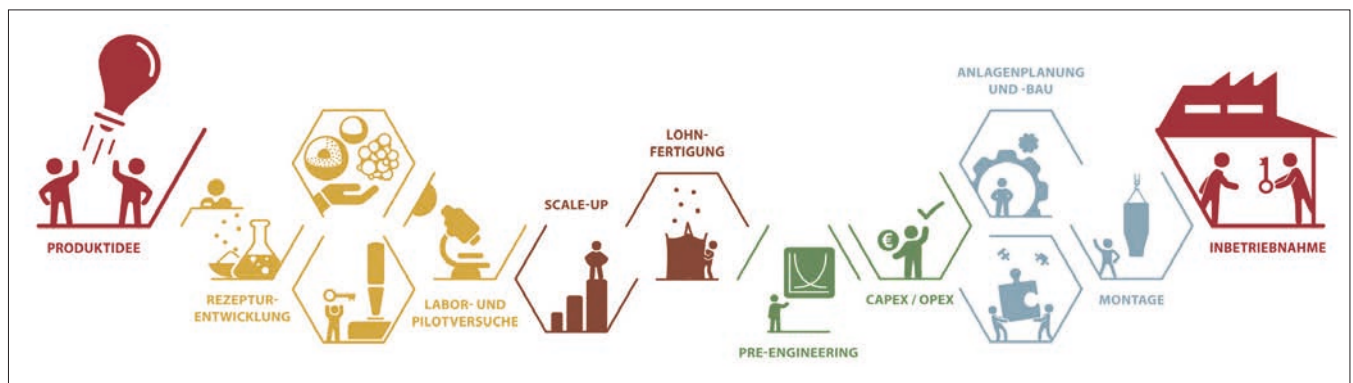 PRODUKTIDEE
REZEPTUR-
ENTWICKLUNG
LABOR- UND
PILOTVERSUCHE
SCALE-UP
LOHN-
FERTIGUNG
PRE-ENGINEERING
€
CAPEX / OPEX
ANLAGENPLANUNG
UND -BAU
MONTAGE
INBETRIEBNAHME